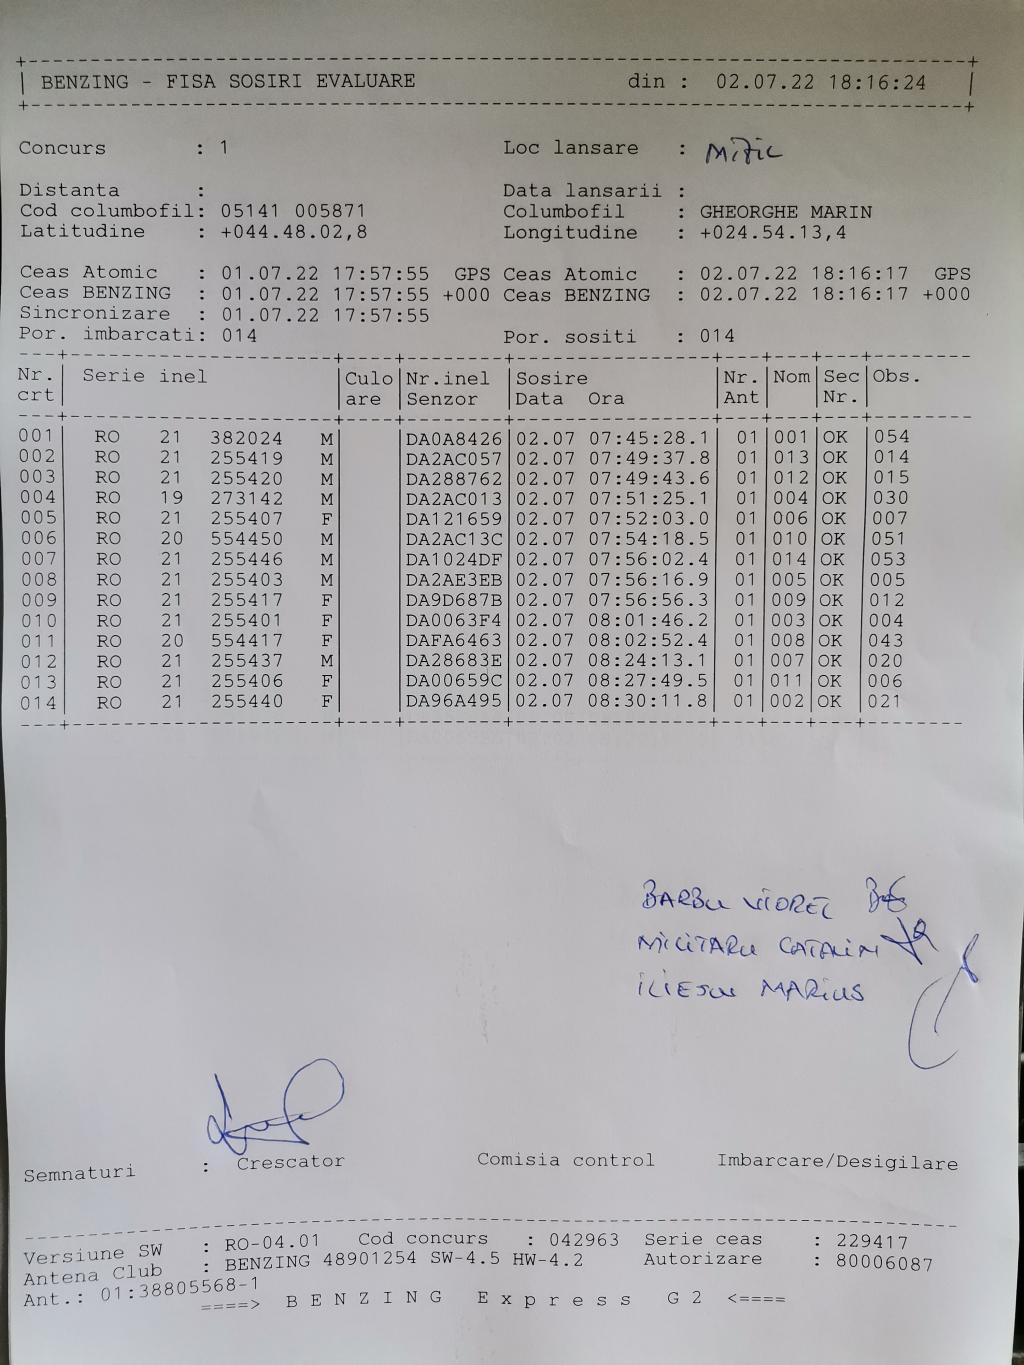 BENZING - FISA SOSIRI EVALUARE din : 02.07.22 18:16:24
Concurs : 1 Loc lansare : Mizil
Distanta : Data lansarii :
Cod columbofil: 05141 005871 Columbofil : GHEORGHE MARIN
Latitudine : +044.48.02,8 Longitudine : +024.54.13,4
Ceas Atomic : 01.07.22 17:57:55 GPS Ceas Atomic : 02.07.22 18:16:17 GPS
Ceas BENZING : 01.07.22 17:57:55 +000 Ceas BENZING : 02.07.22 18:16:17 +000
Sincronizare : 01.07.22 17:57:55
Por. imbarcati: 014 Por. sositi : 014
Nr. Serie inel Culo Nr.inel Sosire Nr. Nom Sec Obs.
crt are Senzor Data Ora Ant Nr.
001 RO 21 382024 M DA0A8426 02.07 07:45:28.1 01 001 OK 054
002 RO 21 255419 M DA2AC057 02.07 07:49:37.8 01 013 OK 014
003 RO 21 255420 M DA288762 02.07 07:49:43.6 01 012 OK 015
004 RO 19 273142 M DA2AC013 02.07 07:51:25.1 01 004 OK 030
005 RO 21 255407 F DA121659 02.07 07:52:03.0 01 006 OK 007
006 RO 20 554450 M DA2AC13C 02.07 07:54:18.5 01 010 OK 051
007 RO 21 255446 M DA1024DF 02.07 07:56:02.4 01 014 OK 053
008 RO 21 255403 M DA2AE3EB 02.07 07:56:16.9 01 005 OK 005
009 RO 21 255417 F DA9D687B 02.07 07:56:56.3 01 009 OK 012
010 RO 21 255401 F DA0063F4 02.07 08:01:46.2 01 003 OK 004
011 RO 20 554417 F DAFA6463 02.07 08:02:52.4 01 008 OK 043
012 RO 21 255437 M DA28683E 02.07 08:24:13.1 01 007 OK 020
013 RO 21 255406 F DA00659C 02.07 08:27:49.5 01 011 OK 006
014 RO 21 255440 F DA96A495 02.07 08:30:11.8 01 002 OK 021
BARBU VIOREL
MILITARU CATALIN
ILIESCU MARIUS
Semnaturi : Crescator Comisia control Imbarcare/Desigilare
Versiune SW : RO-04.01 Cod concurs : 042963 Serie ceas : 229417
Antena Club : BENZING 48901254 SW-4.5 HW-4.2 Autorizare : 80006087
Ant.: 01:38805568-1
====> B E N Z I N G E x p r e s s G 2 <====